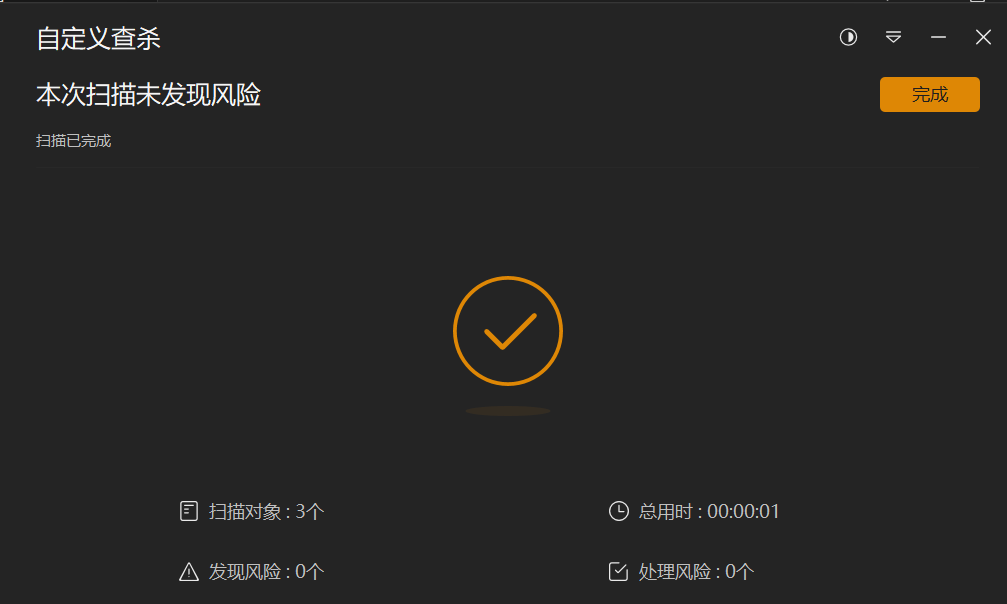 自定义查杀
本次扫描未发现风险
完成
扫描已完成
扫描对象 : 3个
总用时 : 00:00:01
发现风险 : 0个
处理风险 : 0个